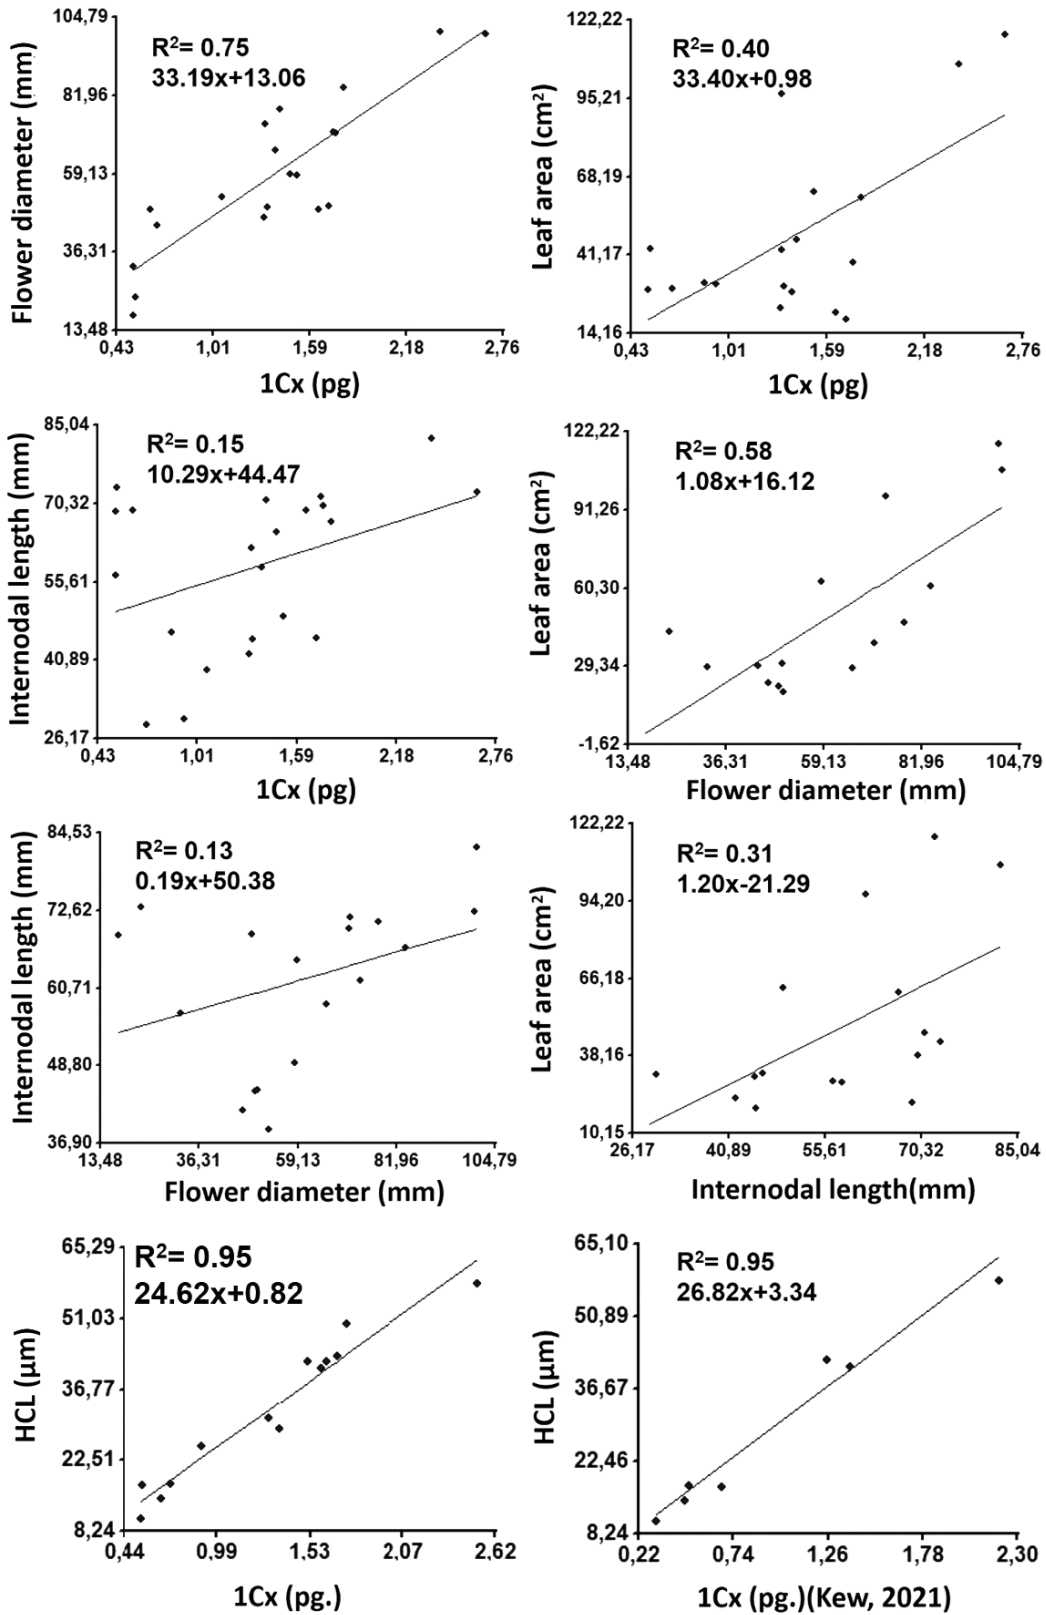 Flower diameter (mm)
R²= 0.75
33.19x+13.06
104,79
81,96
59,13
36,31
13,48
0,43
1,01
1,59
2,18
2,76
1Cx (pg)
Leaf area (cm²)
R²= 0.40
33.40x+0.98
122,22
95,21
68,19
41,17
14,16
0,43
1,01
1,59
2,18
2,76
1Cx (pg)
Internodal length (mm)
R²= 0.15
10.29x+44.47
85,04
70,32
55,61
40.89
26,17
0,43
1,01
1,59
2,18
2,76
1Cx (pg)
Leaf area (cm²)
R²= 0.58
1.08x+16.12
122,22
91,26
60,30
29,34
-1,62
13,48
36,31
59,13
81,96
104,79
Flower diameter (mm)
Internodal length (mm)
R²= 0.13
0.19x+50.38
84,53
72,62
60,71
48,80
36,90
13,48
36,31
59,13
81,96
104,79
Flower diameter (mm)
Leaf area (cm²)
R²= 0.31
1.20x-21.29
122,22
94,20
66,18
38,16
10,15
26,17
40,89
55,61
70,32
85,04
Internodal length(mm)
HCL (µm)
R²= 0.95
24.62x+0.82
65,29
51,03
36,77
22,51
8,24
0,44
0,99
1,53
2,07
2,62
1Cx (pg.)
HCL (µm)
R²= 0.95
26.82x+3.34
65,10
50,89
36,67
22,46
8,24
0,22
0,74
1,26
1,78
2,30
1Cx (pg.)(Kew, 2021)